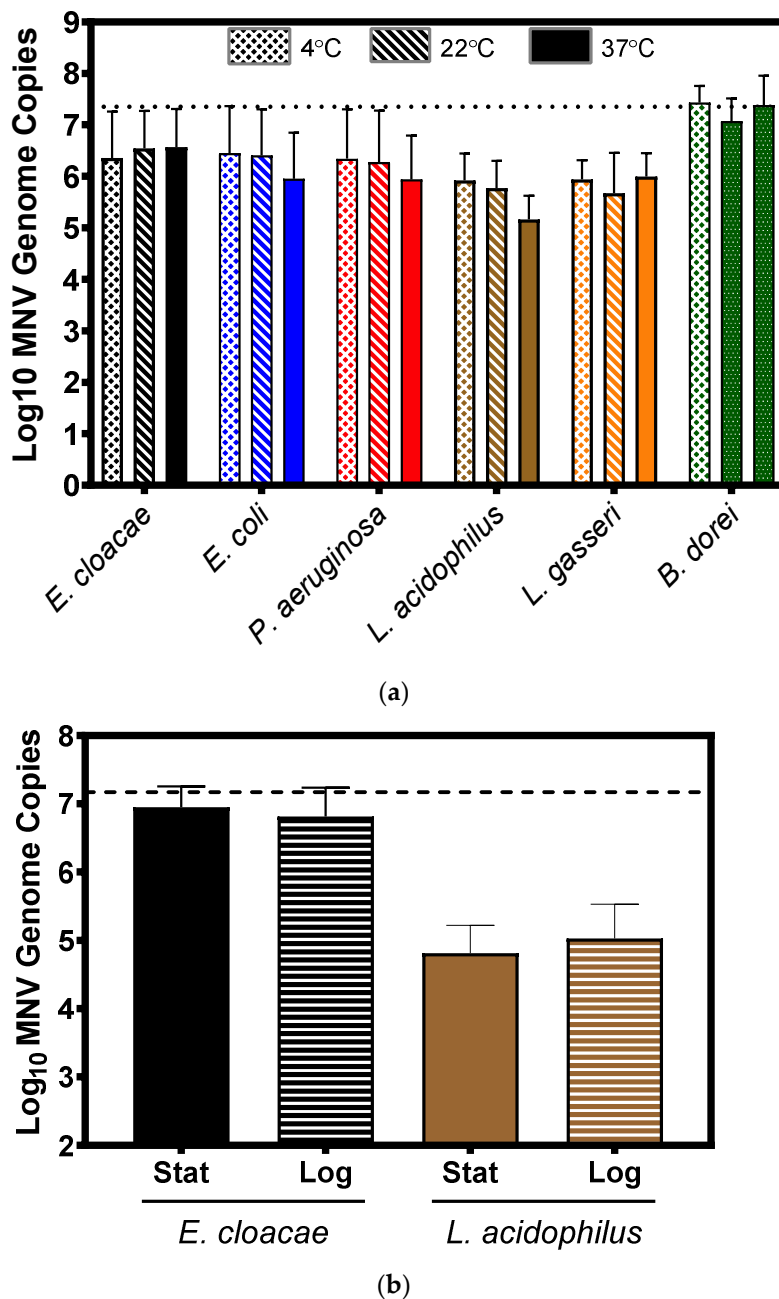 Log10 MNV Genome Copies
9
8
7
6
5
4
3
2
1
0
4°C 22°C 37°C
E. cloacae
E. coli
P. aeruginosa
L. acidophilus
L. gasseri
B. dorei
(a)
Log10 MNV Genome Copies
8
7
6
5
4
3
2
Stat Log Stat Log
E. cloacae L. acidophilus
(b)